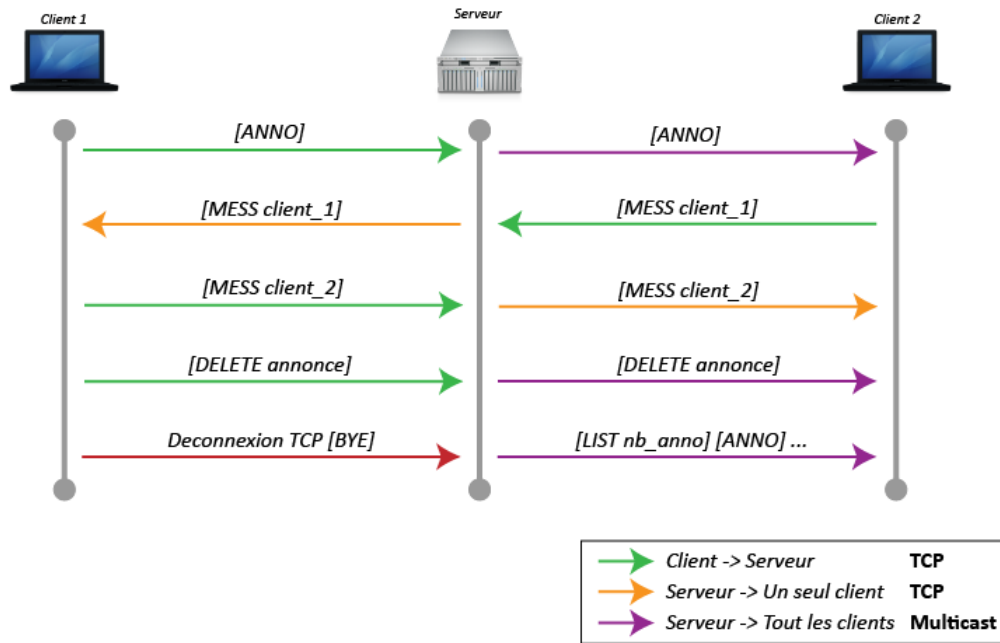 Client 1
Serveur
Client 2
[ANNO]
[ANNO]
[MESS client_1]
[MESS client_1]
[MESS client_2]
[MESS client_2]
[DELETE annonce]
[DELETE annonce]
Deconnexion TCP [BYE]
[LIST nb_anno] [ANNO] ...
Client -> Serveur TCP
Serveur -> Un seul client TCP
Serveur -> Tout les clients Multicast